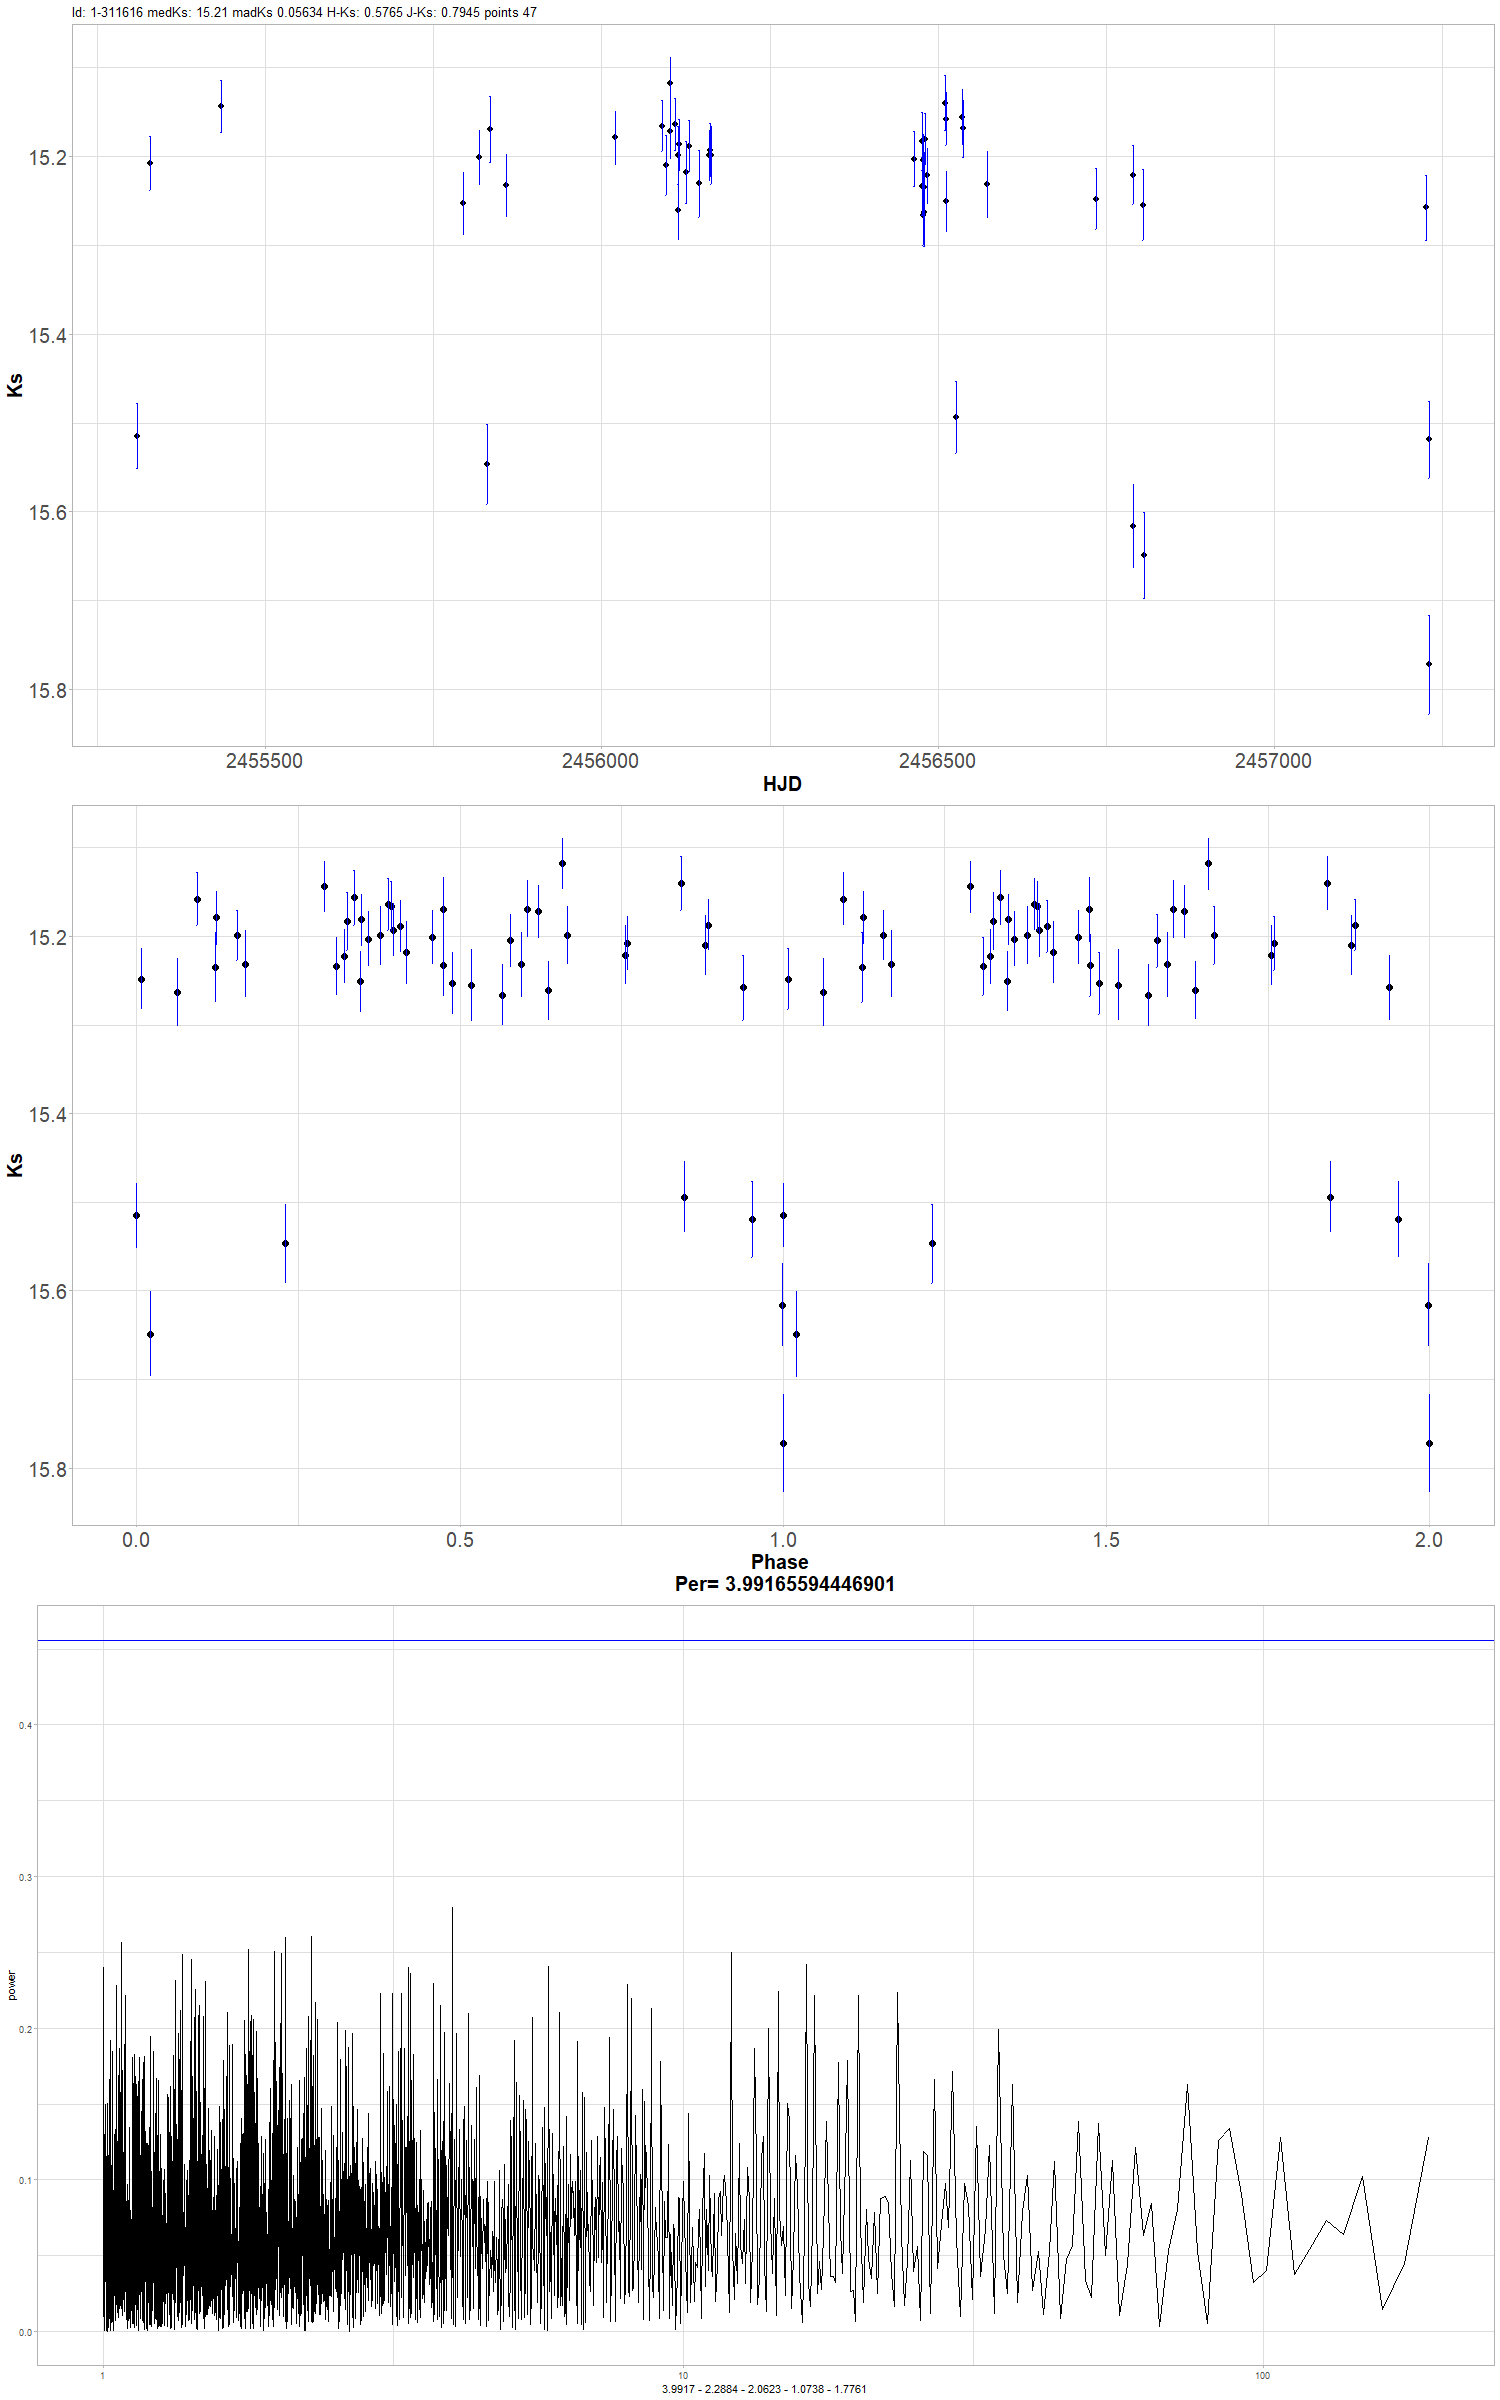 Id: 1-311616 medKs: 15.21 madKs 0.05634 H-Ks: 0.5765 J-Ks: 0.7945 points 47
15.2
15.4
15.6
15.8
Ks
2455500 2456000 2456500 2457000
HJD
15.2
15.4
15.6
15.8
Ks
0.0 0.5 1.0 1.5 2.0
Phase
Per= 3.99165594446901
0.4
0.3
0.2
0.1
0.0
power
1 10 100
3.9917 - 2.2884 - 2.0623 - 1.0738 - 1.7761